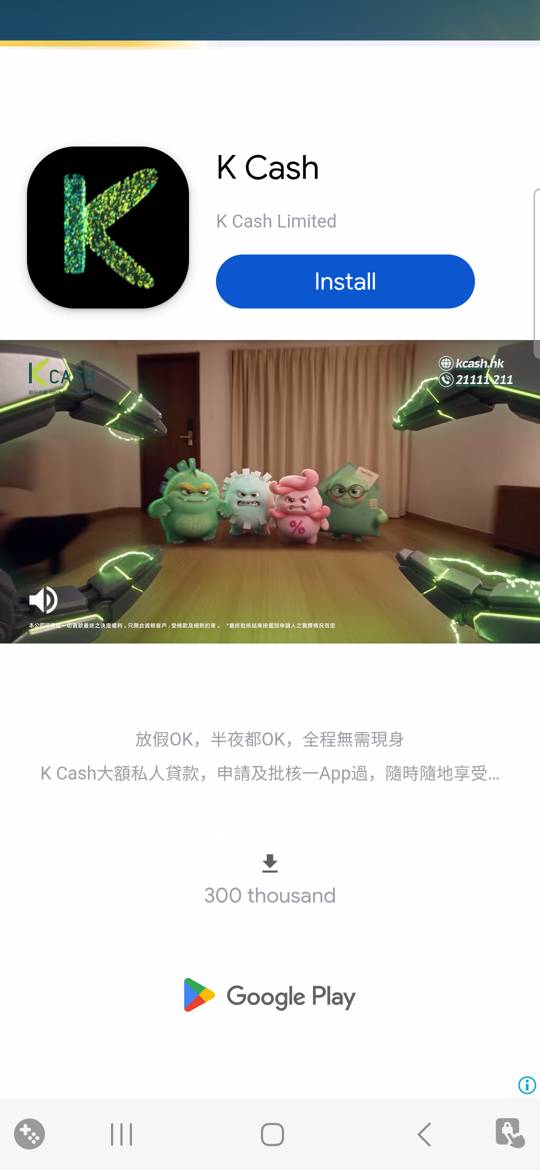 K Cash
K Cash Limited
Install
K CASH
kcash.hk
21111 211
%
放假OK，半夜都OK，全程無需現身
K Cash大額私人貸款，申請及批核一App過，隨時隨地享受...
300 thousand
Google Play